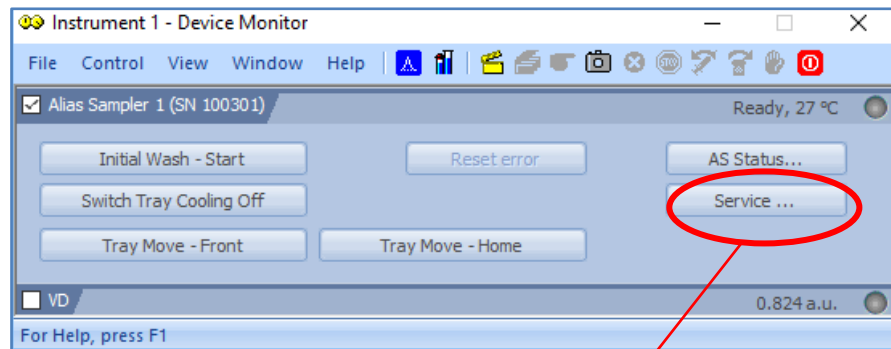 Instrument 1 - Device Monitor
File Control View Window Help
Alias Sampler 1 (SN 100301) Ready, 27 °C
Initial Wash - Start Reset error AS Status...
Switch Tray Cooling Off Service ...
Tray Move - Front Tray Move - Home
VD 0.824 a.u.
For Help, press F1